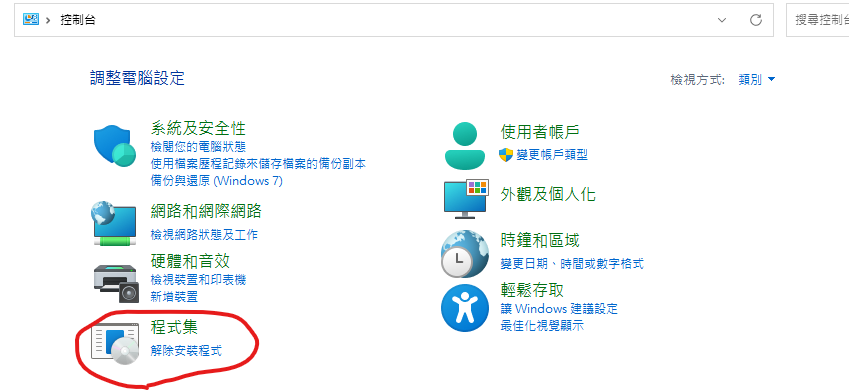 控制台
搜尋控制台
調整電腦設定
檢視方式: 類別
系統及安全性
檢閱您的電腦狀態
使用檔案歷程記錄來儲存檔案的備份副本
備份與還原 (Windows 7)
網路和網際網路
檢視網路狀態及工作
硬體和音效
檢視裝置和印表機
新增裝置
程式集
解除安裝程式
使用者帳戶
變更帳戶類型
外觀及個人化
時鐘和區域
變更日期、時間或數字格式
輕鬆存取
讓 Windows 建議設定
最佳化視覺顯示